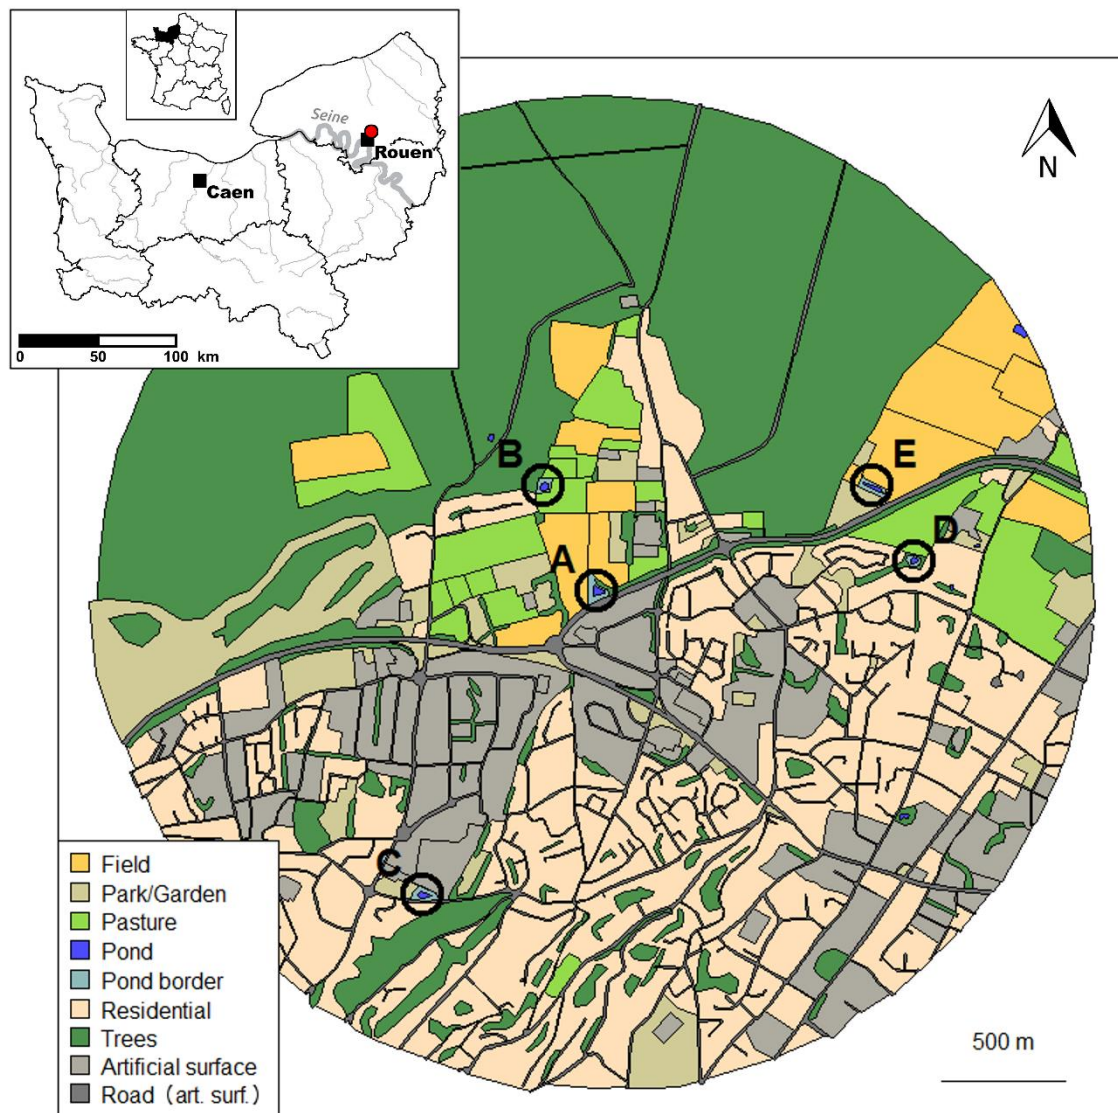 Seine
Rouen
Caen
0 50 100 km
N
B
E
D
A
C
Field
Park/Garden
Pasture
Pond
Pond border
Residential
Trees
Artificial surface
Road (art. surf.)
500 m